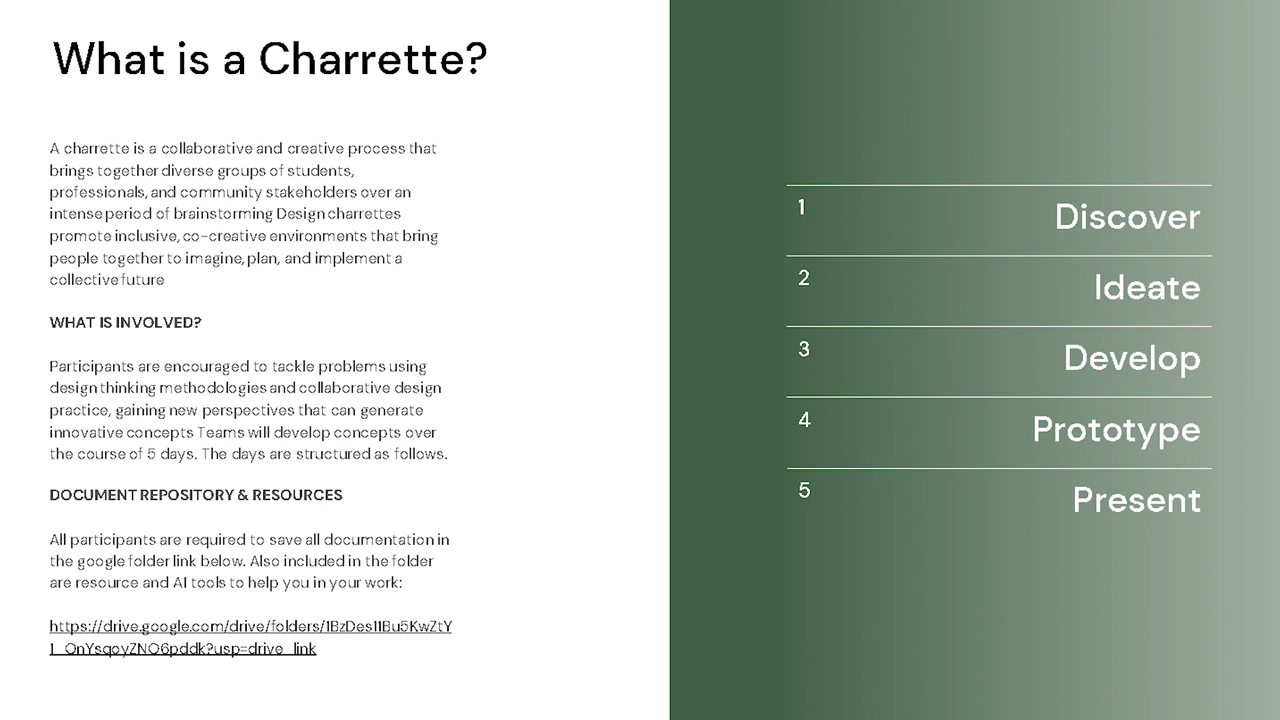 What is a Charrette?
A charrette is a collaborative and creative process that
brings together diverse groups of students,
professionals, and community stakeholders over an
intense period of brainstorming Design charrettes
promote inclusive, co-creative environments that bring
people together to imagine, plan, and implement a
collective future
WHAT IS INVOLVED?
Participants are encouraged to tackle problems using
design thinking methodologies and collaborative design
practice, gaining new perspectives that can generate
innovative concepts Teams will develop concepts over
the course of 5 days. The days are structured as follows.
DOCUMENT REPOSITORY & RESOURCES
All participants are required to save all documentation in
the google folder link below. Also included in the folder
are resource and AI tools to help you in your work:
https://drive.google.com/drive/folders/1BzDes11Bu5KwZtY
1_OnYsqoyZNO6pddk?usp=drive_link
1 Discover
2 Ideate
3 Develop
4 Prototype
5 Present